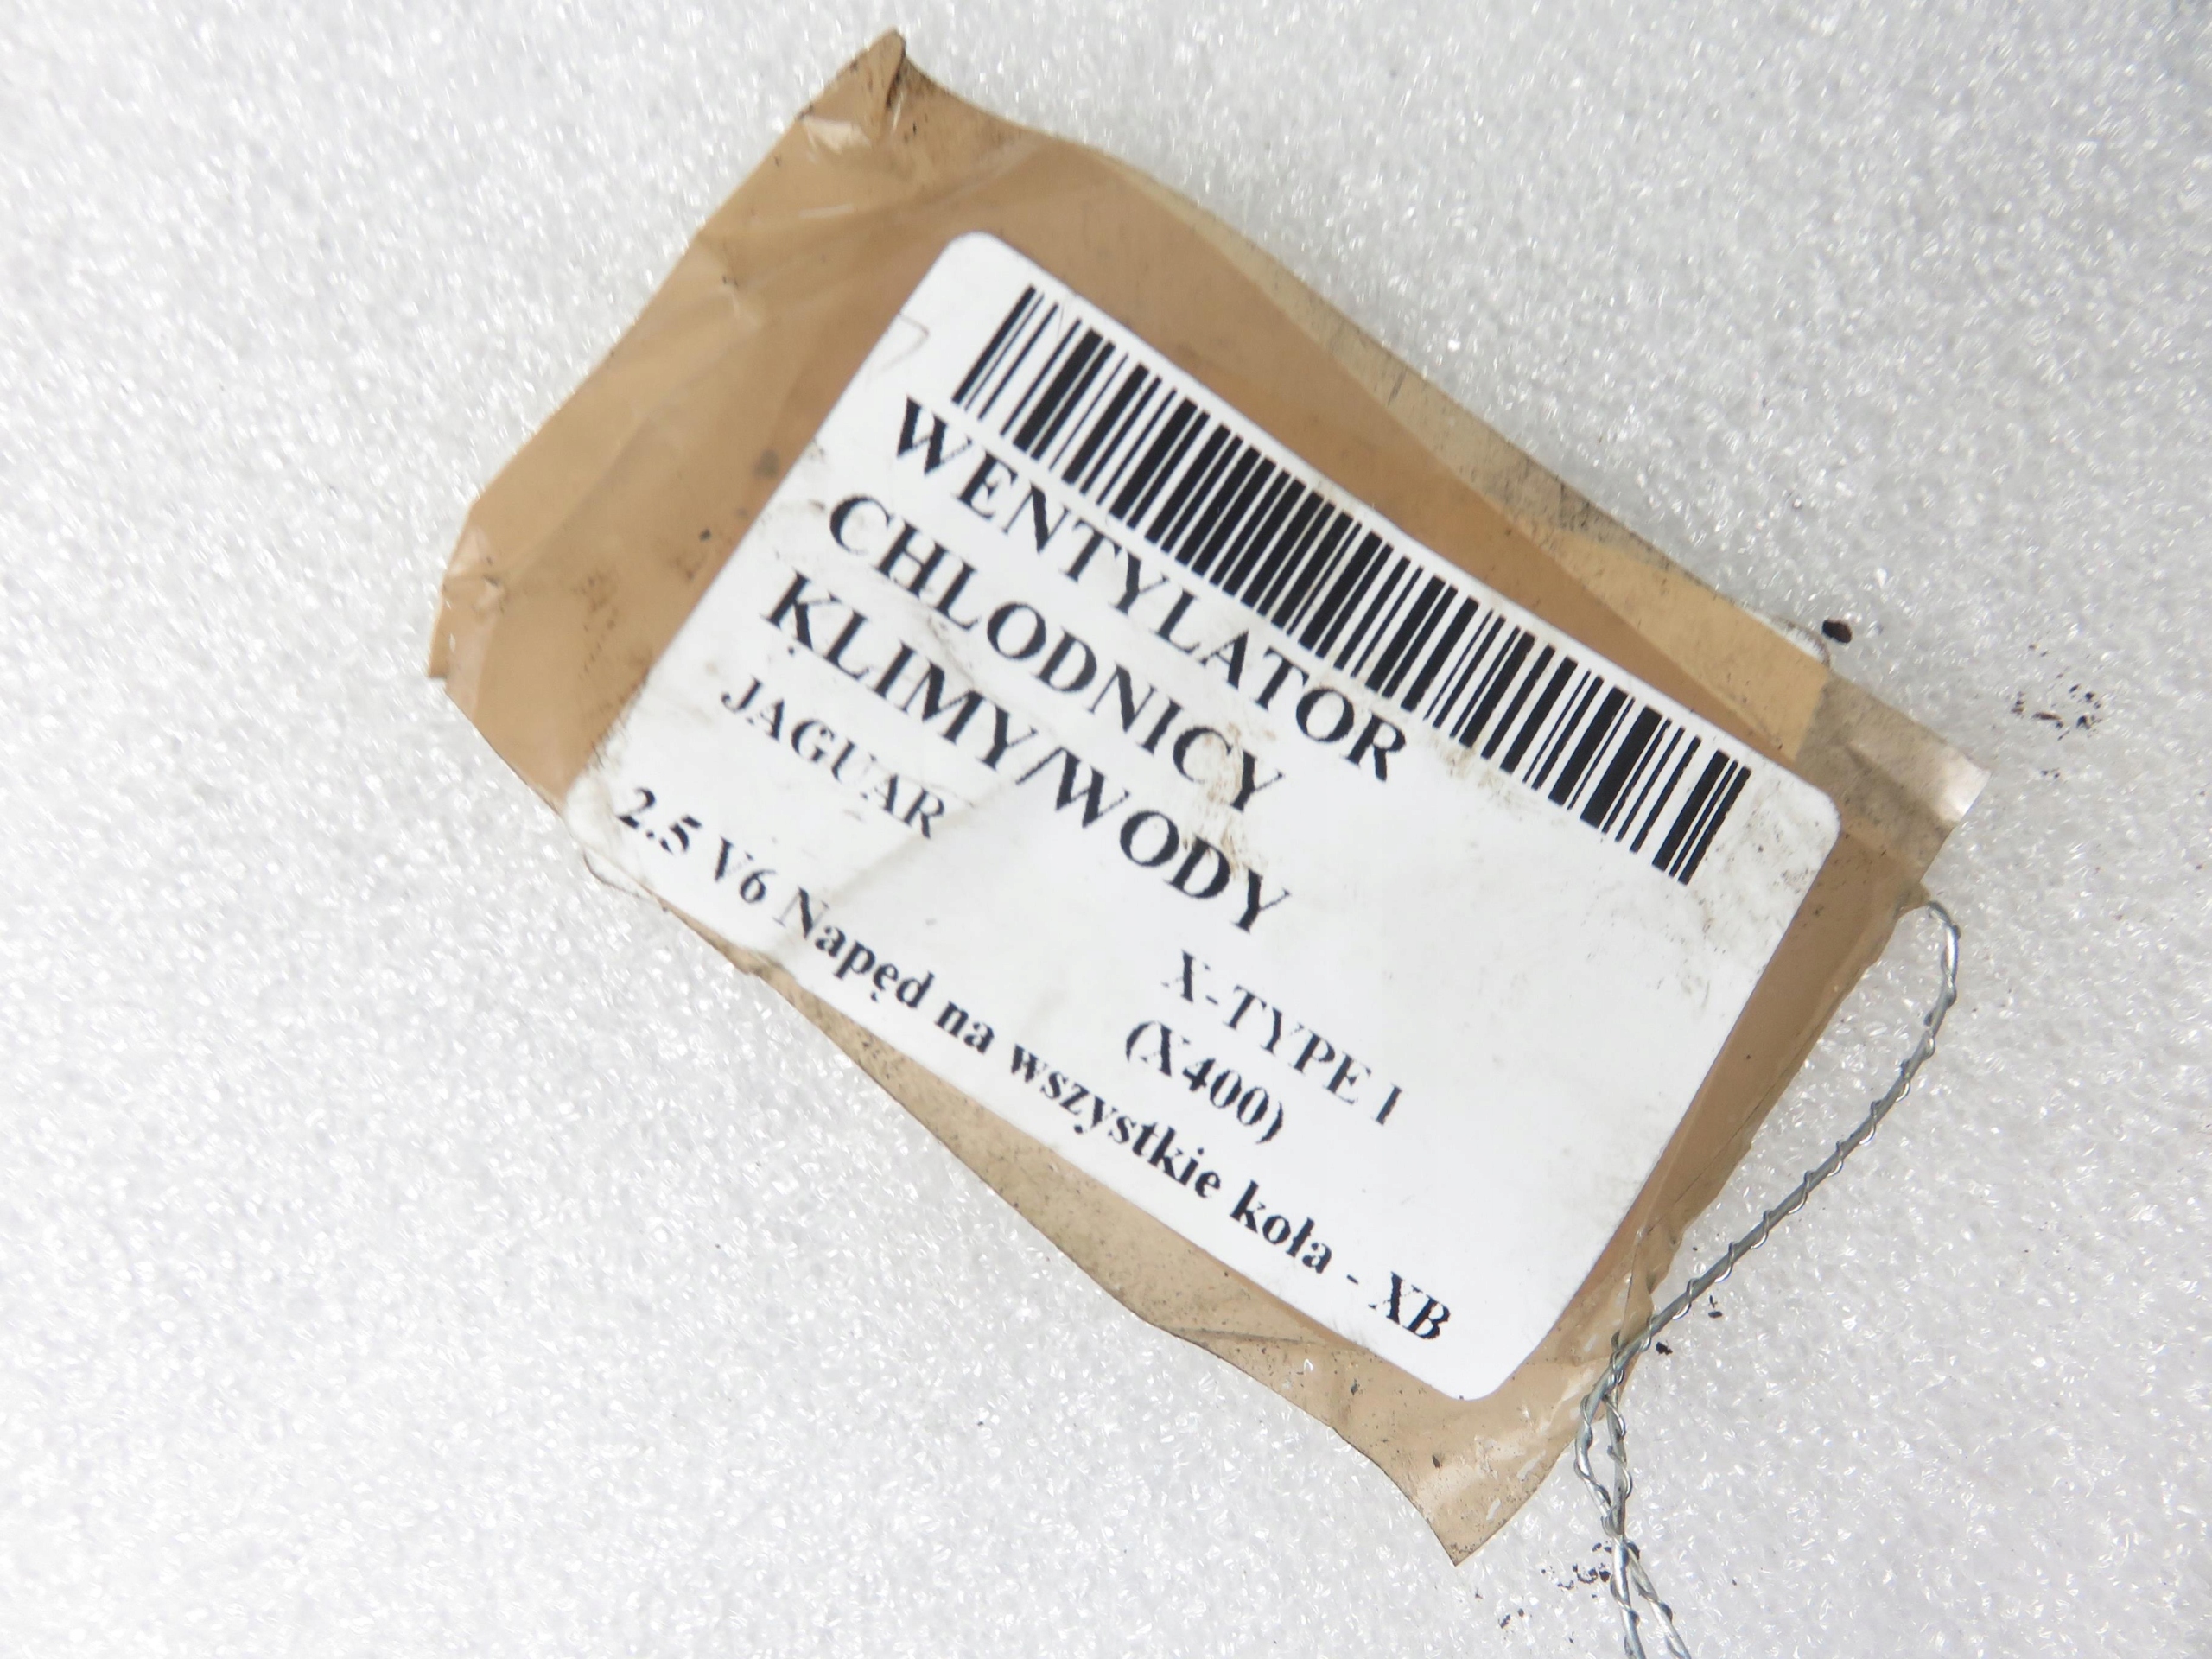 WENTYLATOR
CHLODNICY
KLIMY/WODY
JAGUAR
X-TYPE I
(X400)
2.5 V6 Napęd na wszystkie koła - XB